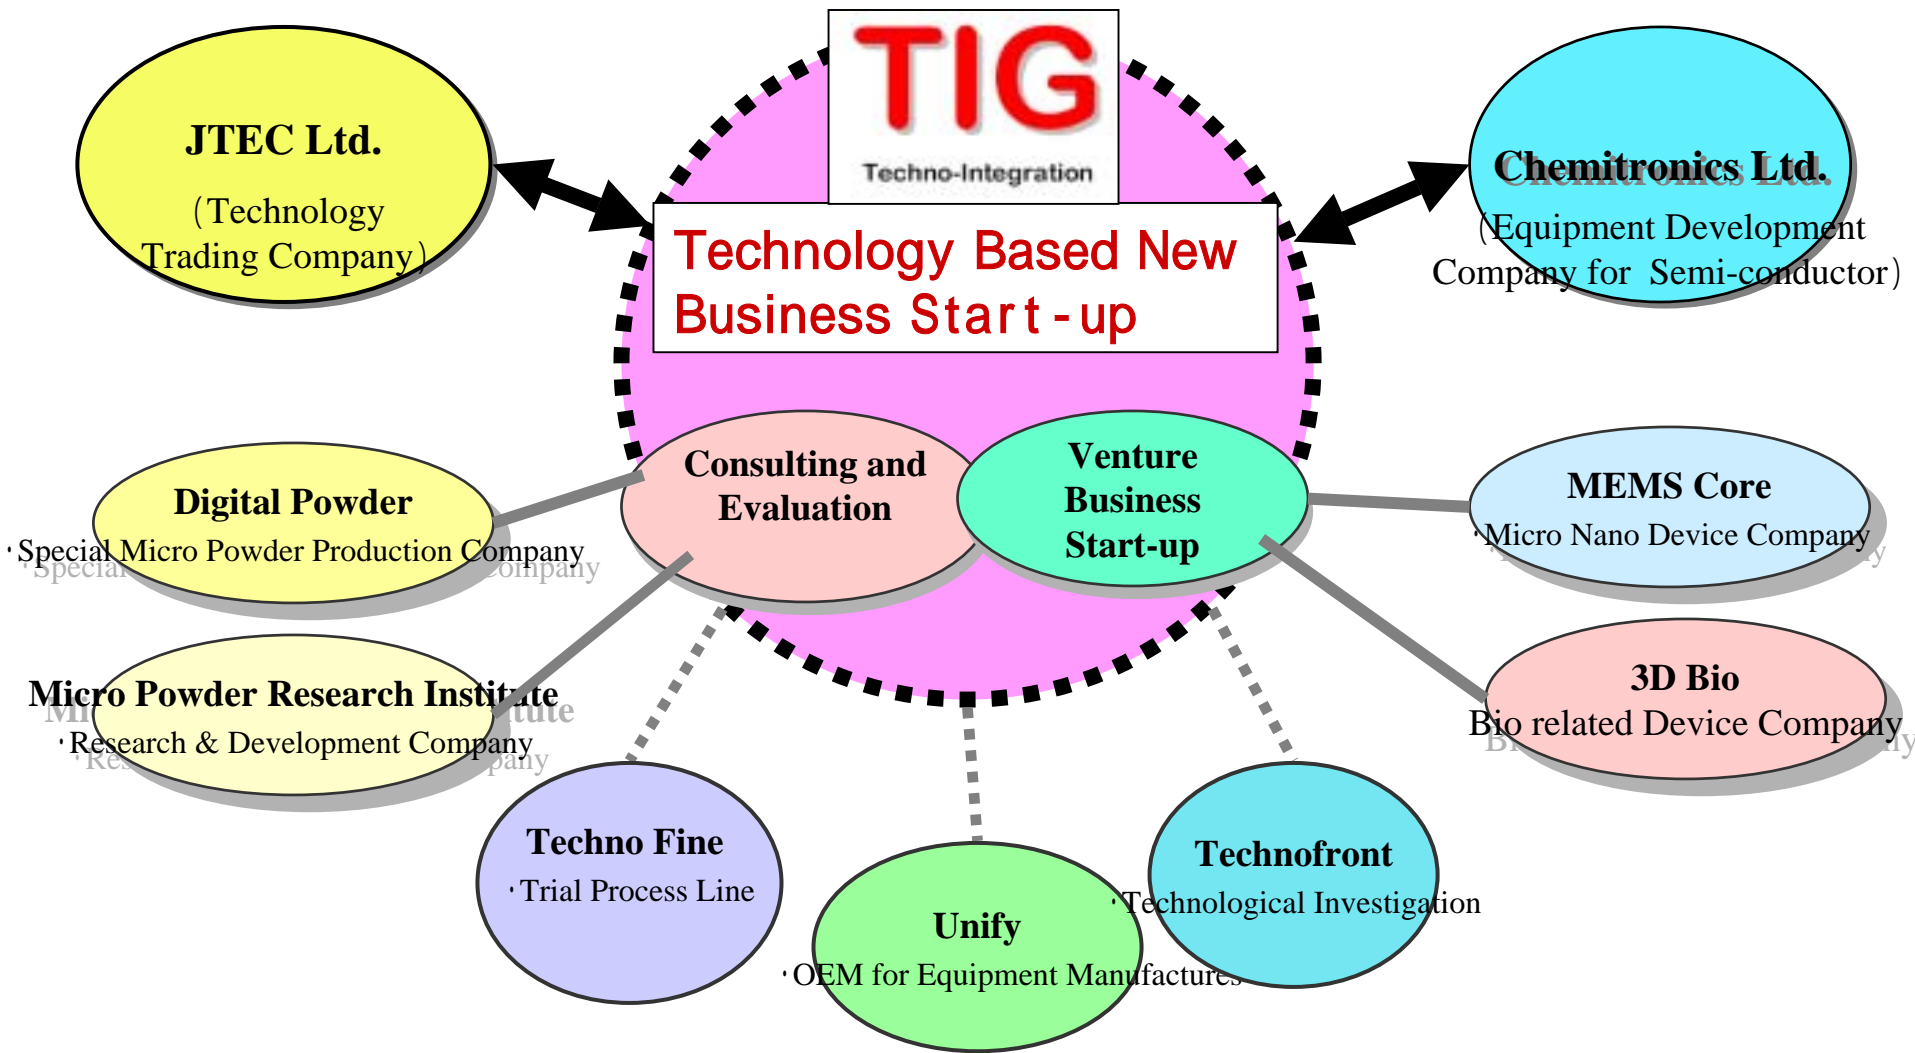 TIG
Techno-Integration
Technology Based New
Business Start-up
JTEC Ltd.
(Technology
Trading Company)
Chemitronics Ltd.
(Equipment Development
Company for Semi-conductor)
Consulting and
Evaluation
Venture
Business
Start-up
Digital Powder
・Special Micro Powder Production Company
MEMS Core
・Micro Nano Device Company
Micro Powder Research Institute
・Research & Development Company
3D Bio
Bio related Device Company
Techno Fine
・Trial Process Line
Unify
・OEM for Equipment Manufactures
Technofront
・Technological Investigation